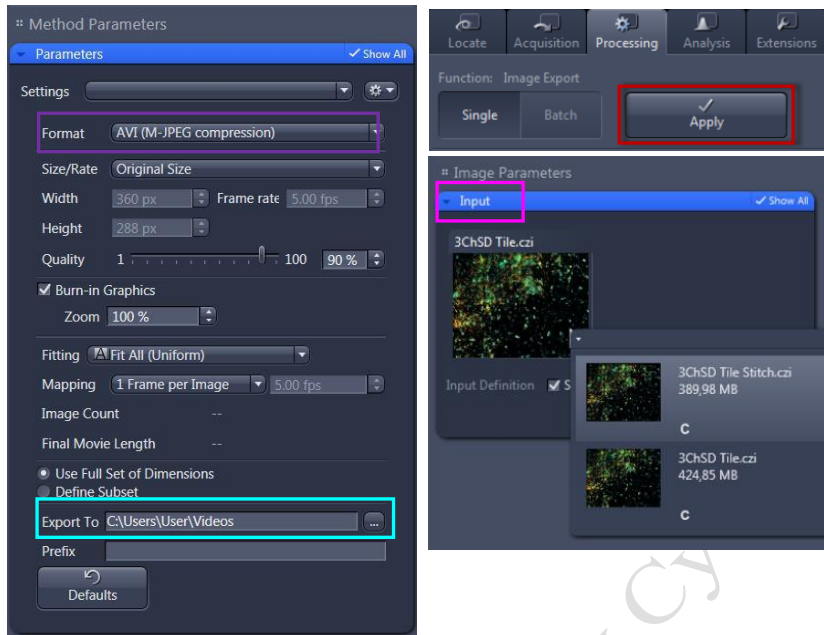 Method Parameters
Parameters Show All
Settings
Format AVI (M-JPEG compression)
Size/Rate Original Size
Width 360 px Frame rate 5.00 fps
Height 288 px
Quality 1 100 90 %
Burn-in Graphics
Zoom 100 %
Fitting Fit All (Uniform)
Mapping 1 Frame per Image 5.00 fps
Image Count --
Final Movie Length --
Use Full Set of Dimensions
Define Subset
Export To C:\Users\User\Videos ...
Prefix
Defaults
Locate Acquisition Processing Analysis Extensions
Function: Image Export
Single Batch Apply
Image Parameters
Input Show All
3ChSD Tile.czi
Input Definition S
3ChSD Tile Stitch.czi
389,98 MB
C
3ChSD Tile.czi
424,85 MB
C
Cy